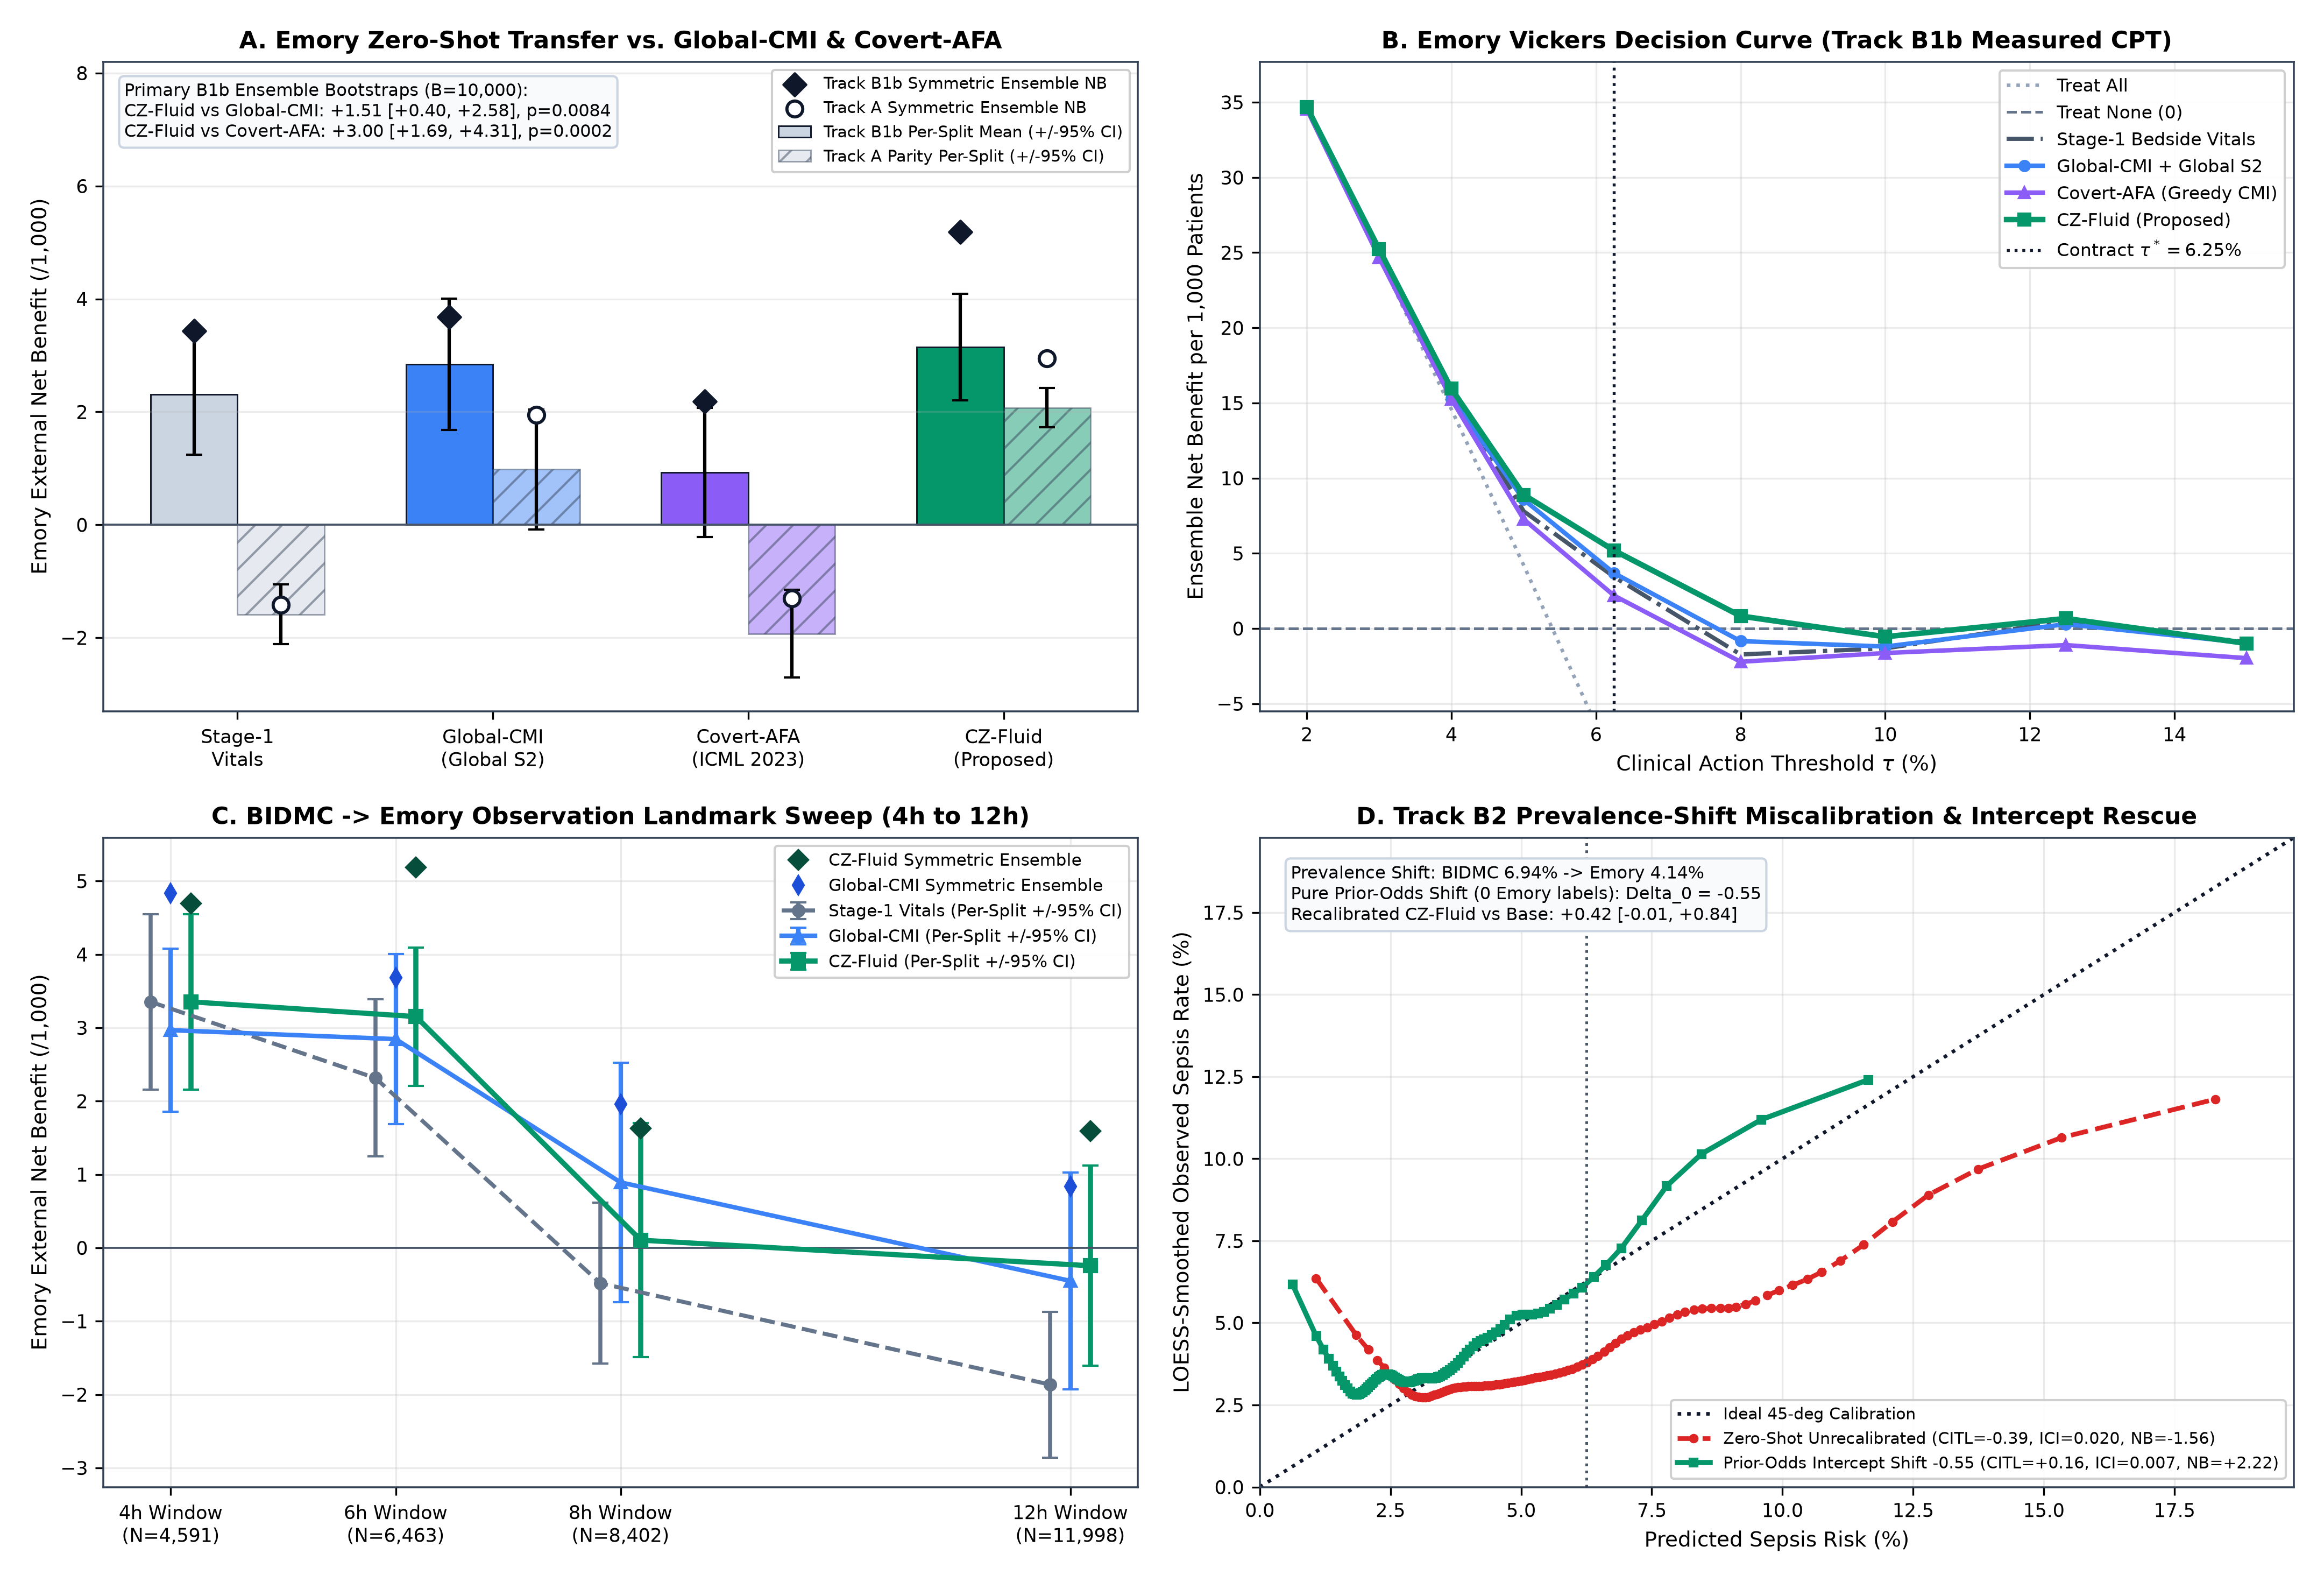 A. Emory Zero-Shot Transfer vs. Global-CMI & Covert-AFA
Primary B1b Ensemble Bootstraps (B=10,000):
CZ-Fluid vs Global-CMI: +1.51 [+0.40, +2.58], p=0.0084
CZ-Fluid vs Covert-AFA: +3.00 [+1.69, +4.31], p=0.0002
Track B1b Symmetric Ensemble NB
Track A Symmetric Ensemble NB
Track B1b Per-Split Mean (+/-95% CI)
Track A Parity Per-Split (+/-95% CI)
Emory External Net Benefit (/1,000)
8
6
4
2
0
−2
Stage-1
Vitals
Global-CMI
(Global S2)
Covert-AFA
(ICML 2023)
CZ-Fluid
(Proposed)
B. Emory Vickers Decision Curve (Track B1b Measured CPT)
Treat All
Treat None (0)
Stage-1 Bedside Vitals
Global-CMI + Global S2
Covert-AFA (Greedy CMI)
CZ-Fluid (Proposed)
Contract τ* = 6.25%
Ensemble Net Benefit per 1,000 Patients
35
30
25
20
15
10
5
0
−5
2 4 6 8 10 12 14
Clinical Action Threshold τ (%)
C. BIDMC -> Emory Observation Landmark Sweep (4h to 12h)
CZ-Fluid Symmetric Ensemble
Global-CMI Symmetric Ensemble
Stage-1 Vitals (Per-Split +/-95% CI)
Global-CMI (Per-Split +/-95% CI)
CZ-Fluid (Per-Split +/-95% CI)
Emory External Net Benefit (/1,000)
5
4
3
2
1
0
−1
−2
−3
4h Window
(N=4,591)
6h Window
(N=6,463)
8h Window
(N=8,402)
12h Window
(N=11,998)
D. Track B2 Prevalence-Shift Miscalibration & Intercept Rescue
Prevalence Shift: BIDMC 6.94% -> Emory 4.14%
Pure Prior-Odds Shift (0 Emory labels): Delta_0 = -0.55
Recalibrated CZ-Fluid vs Base: +0.42 [-0.01, +0.84]
LOESS-Smoothed Observed Sepsis Rate (%)
17.5
15.0
12.5
10.0
7.5
5.0
2.5
0.0
Ideal 45-deg Calibration
Zero-Shot Unrecalibrated (CITL=-0.39, ICI=0.020, NB=-1.56)
Prior-Odds Intercept Shift -0.55 (CITL=+0.16, ICI=0.007, NB=+2.22)
0.0 2.5 5.0 7.5 10.0 12.5 15.0 17.5
Predicted Sepsis Risk (%)